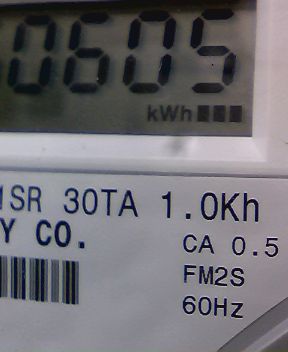 0605
kWh
1SR 30TA 1.0Kh
Y CO.
CA 0.5
FM2S
60Hz